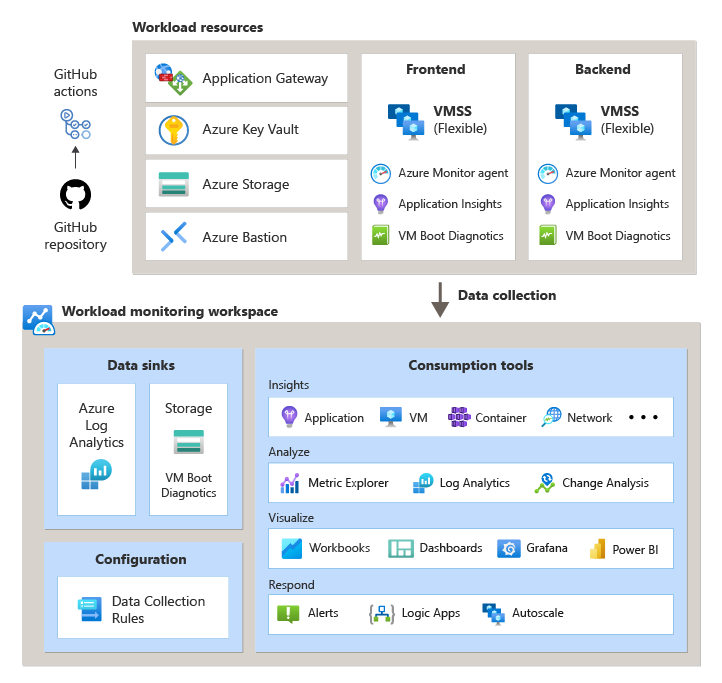 Workload resources
GitHub
actions
GitHub
repository
Application Gateway
Azure Key Vault
Azure Storage
Azure Bastion
Frontend
VMSS
(Flexible)
Azure Monitor agent
Application Insights
VM Boot Diagnostics
Backend
VMSS
(Flexible)
Azure Monitor agent
Application Insights
VM Boot Diagnostics
Data collection
Workload monitoring workspace
Data sinks
Azure
Log
Analytics
Storage
VM Boot
Diagnostics
Configuration
Data Collection
Rules
Consumption tools
Insights
Application
VM
Container
Network
• • •
Analyze
Metric Explorer
Log Analytics
Change Analysis
Visualize
Workbooks
Dashboards
Grafana
Power BI
Respond
Alerts
Logic Apps
Autoscale